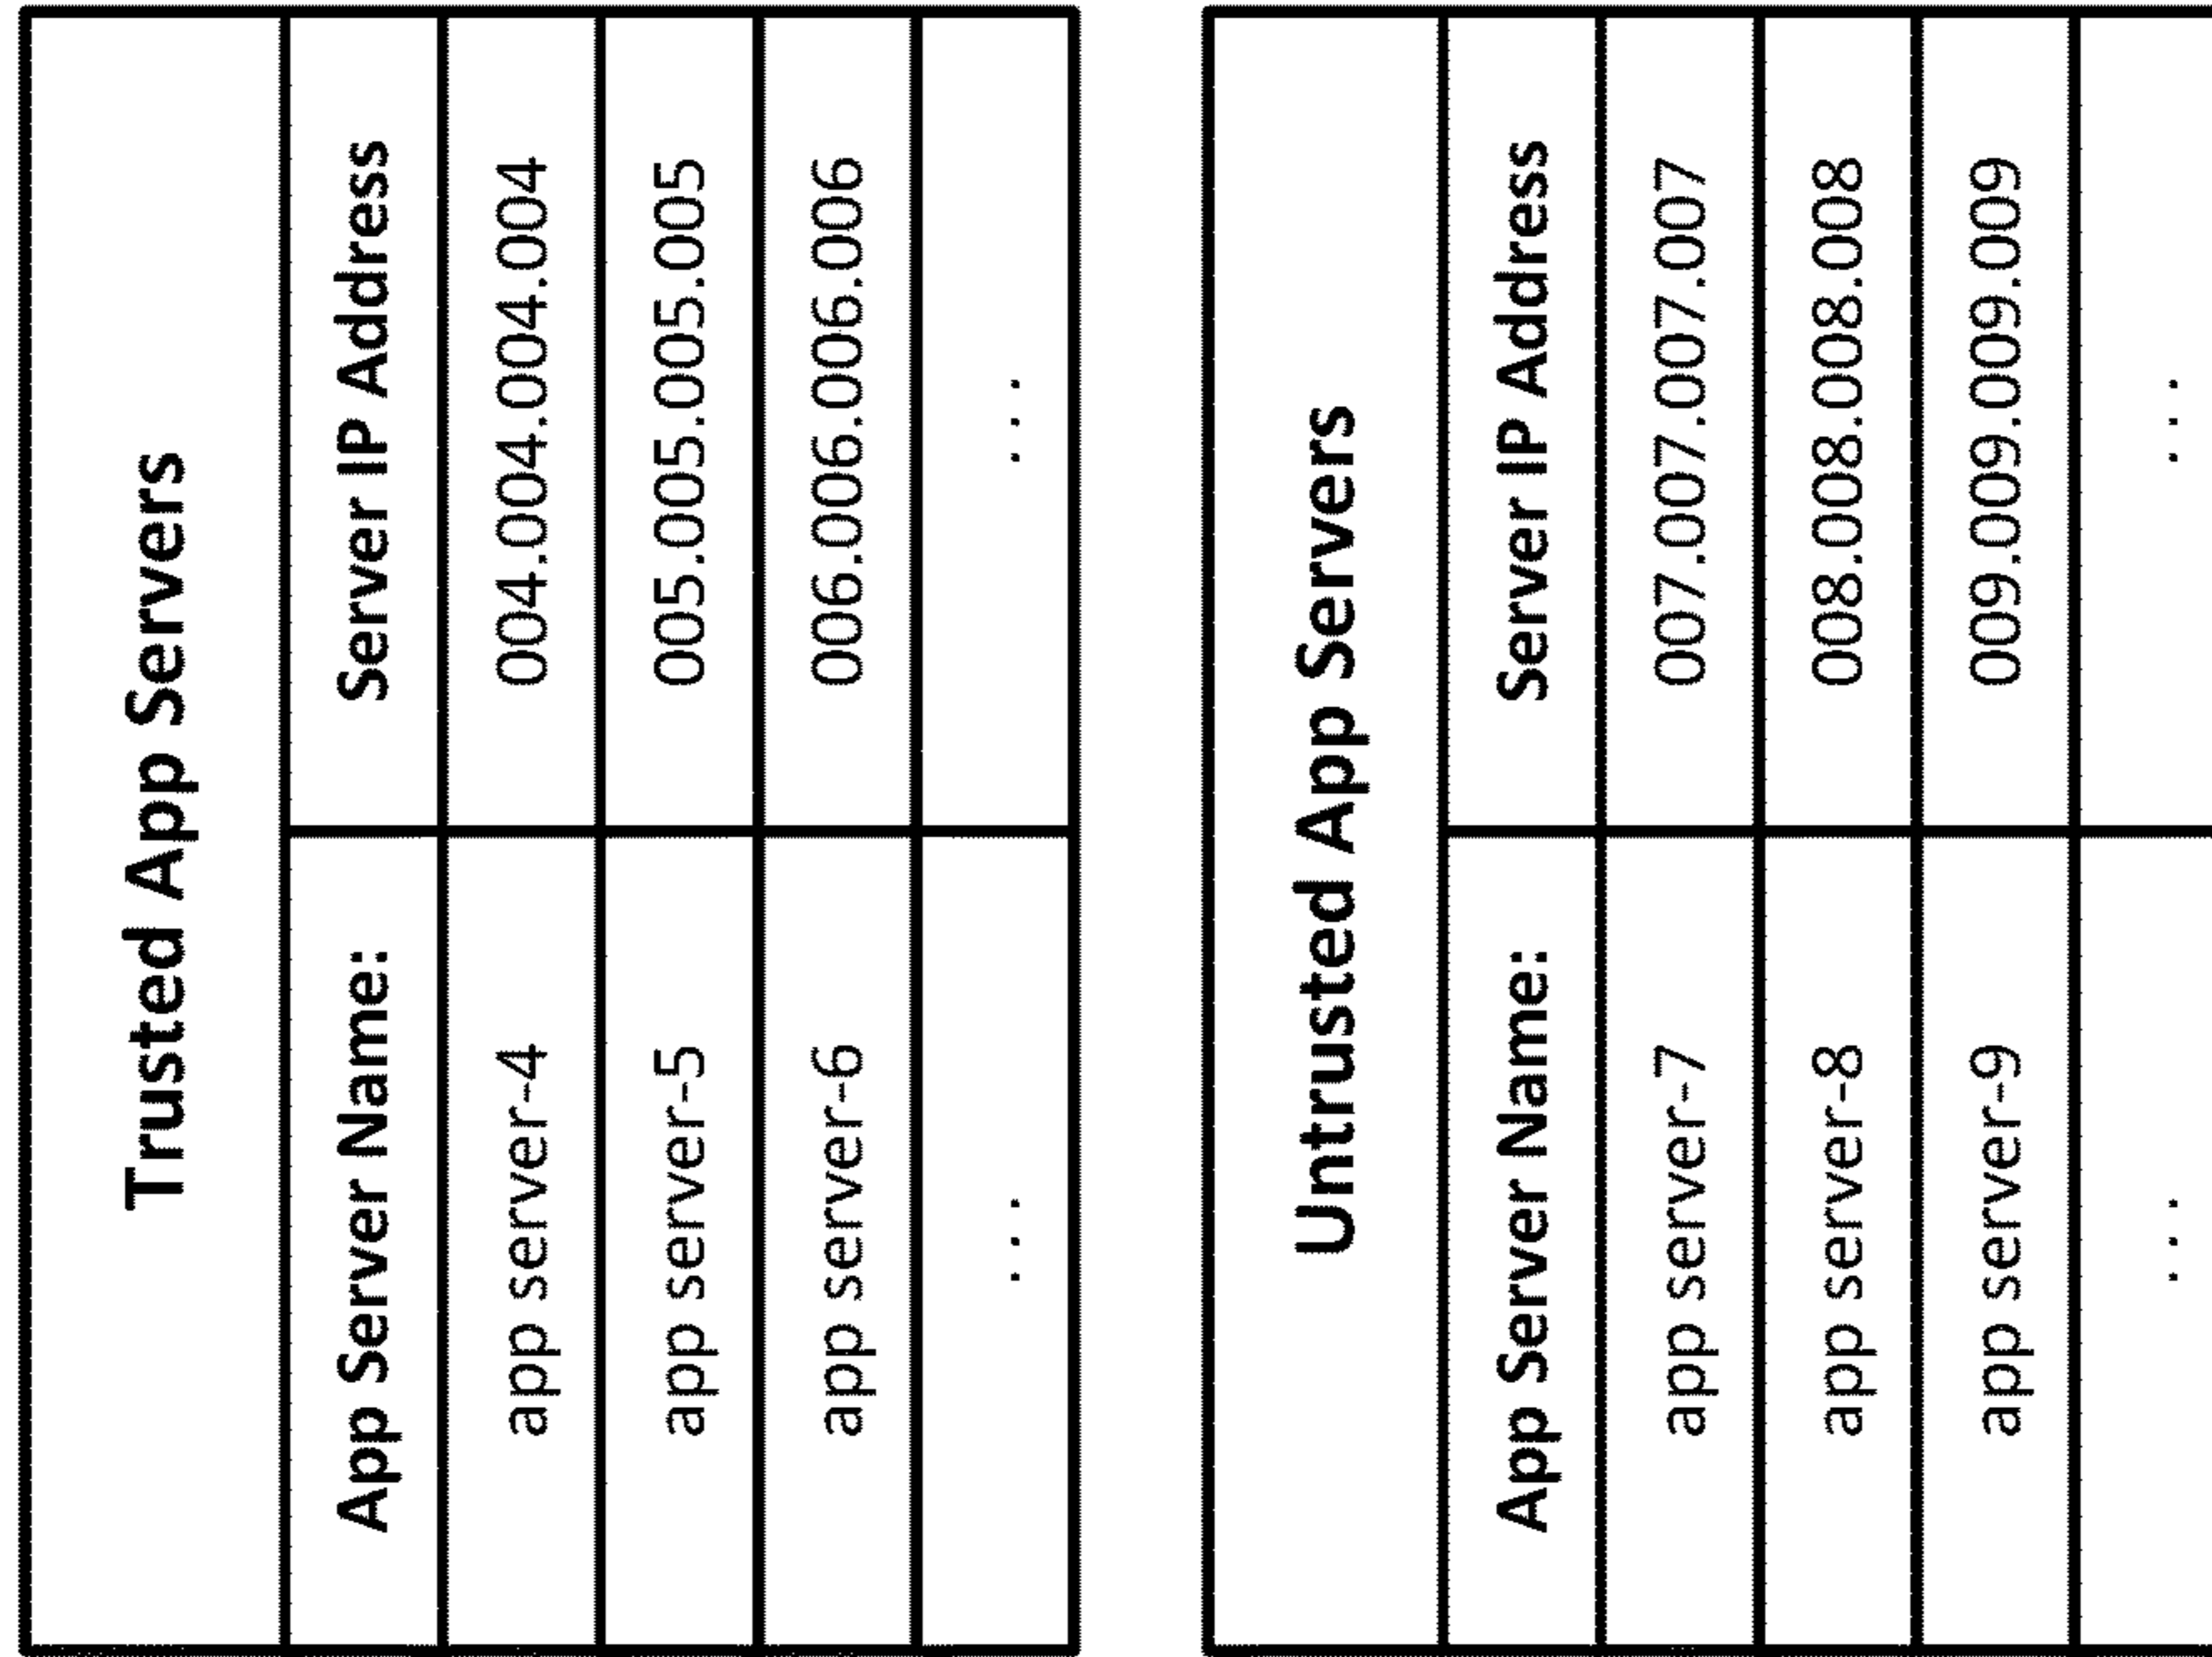 Trusted App Servers
App Server Name: Server IP Address
app server-4 004.004.004.004
app server-5 005.005.005.005
app server-6 006.006.006.006
... ...
Untrusted App Servers
App Server Name: Server IP Address
app server-7 007.007.007.007
app server-8 008.008.008.008
app server-9 009.009.009.009
... ...